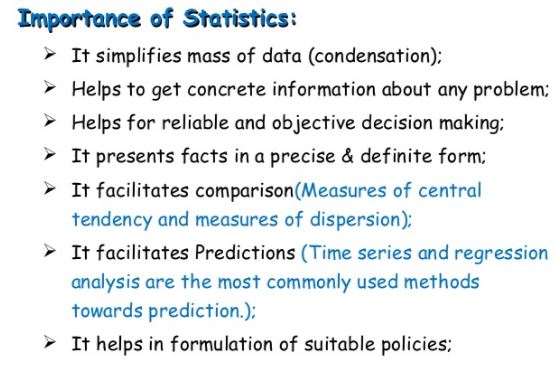 Importance of Statistics:
➢ It simplifies mass of data (condensation);
➢ Helps to get concrete information about any problem;
➢ Helps for reliable and objective decision making;
➢ It presents facts in a precise & definite form;
➢ It facilitates comparison(Measures of central
tendency and measures of dispersion);
➢ It facilitates Predictions (Time series and regression
analysis are the most commonly used methods
towards prediction.);
➢ It helps in formulation of suitable policies;